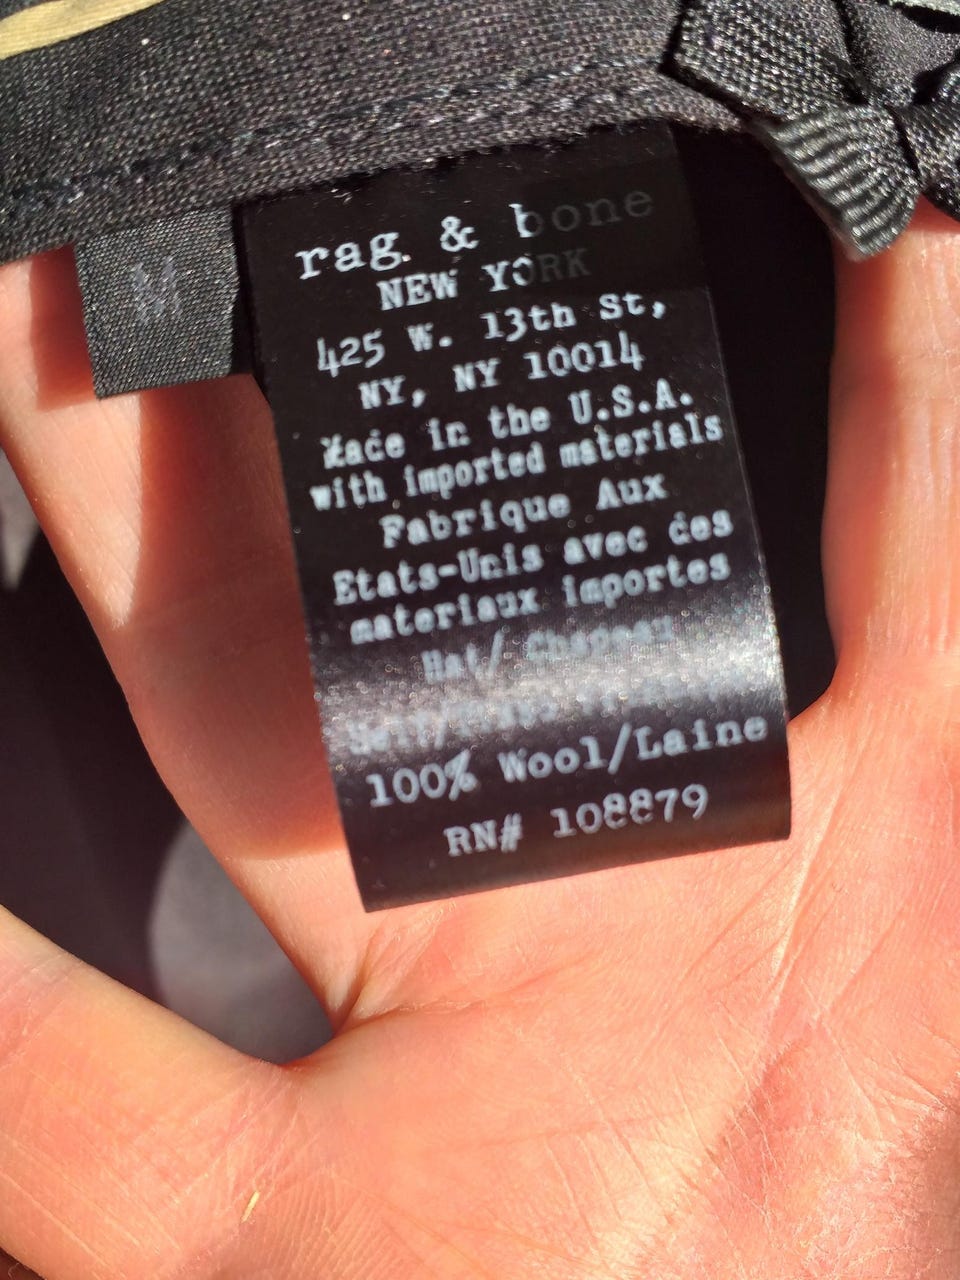 M
rag & bone
NEW YORK
425 W. 13th St,
NY, NY 10014
Made in the U.S.A.
with imported materials
Fabrique Aux
Etats-Unis avec des
materiaux importes
Hat/ Chapeau
100% Wool/Laine
RN# 108879